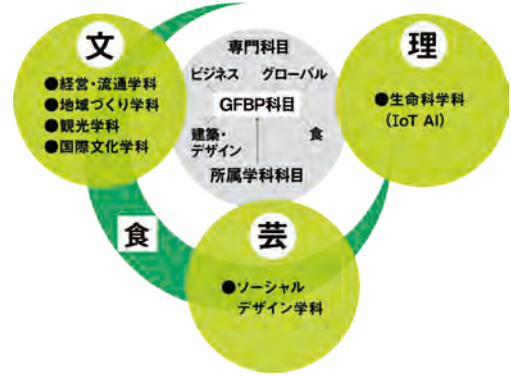 文
●経営・流通学科
●地域づくり学科
●観光学科
●国際文化学科
専門科目
ビジネス グローバル
GFBP科目
建築・
デザイン
食
所属学科科目
理
●生命科学科
(IoT AI)
食
芸
●ソーシャル
デザイン学科